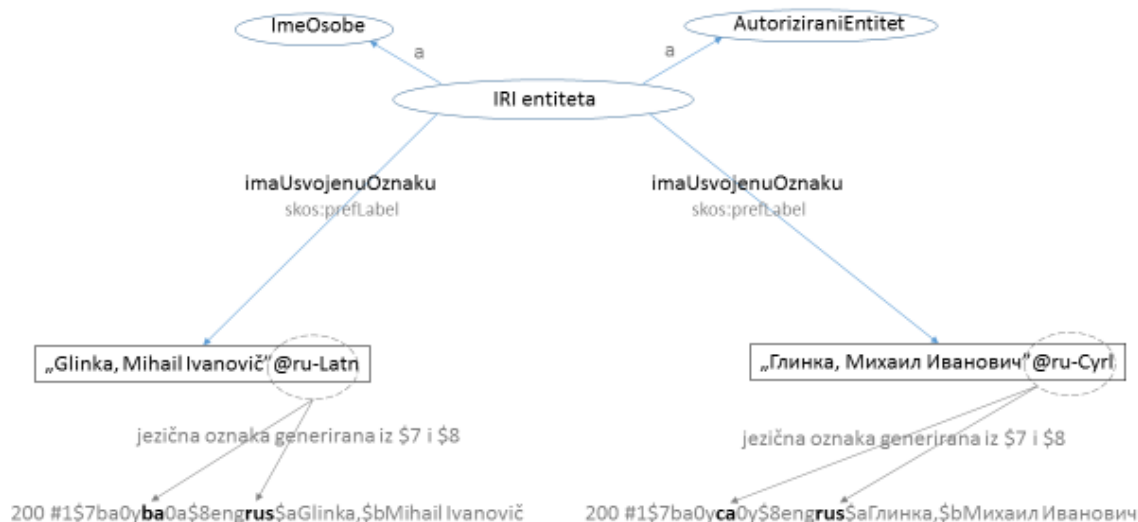 ImeOsobe
AutoriziraniEntitet
a
a
IRI entiteta
imaUsvojenuOznaku
imaUsvojenuOznaku
skos:prefLabel
skos:prefLabel
„Glinka, Mihail Ivanovič“@ru-Latn
„Глинка, Михаил Иванович“@ru-Cyrl
jezična oznaka generirana iz $7 i $8
jezična oznaka generirana iz $7 i $8
200 #1$7ba0yba0a$8engrus$aGlinka,$bMihail Ivanovič
200 #1$7ba0yca0y$8engrus$aГлинка,$bМихаил Иванович